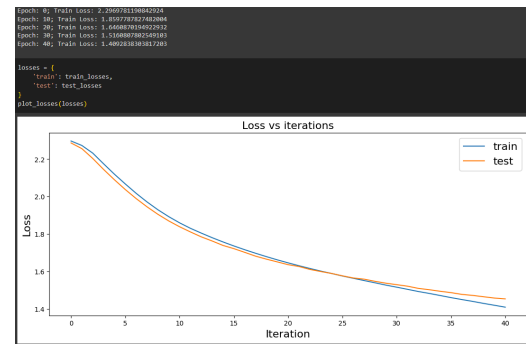 Epoch: 0; Train Loss: 2.2969781190842924
Epoch: 10; Train Loss: 1.8597787827482004
Epoch: 20; Train Loss: 1.6460870194922932
Epoch: 30; Train Loss: 1.5160807802549103
Epoch: 40; Train Loss: 1.4092838303817203
losses = {
    'train': train_losses,
    'test': test_losses
}
plot_losses(losses)
Loss vs iterations
train
test
2.2
2.0
1.8
1.6
1.4
Loss
0 5 10 15 20 25 30 35 40
Iteration